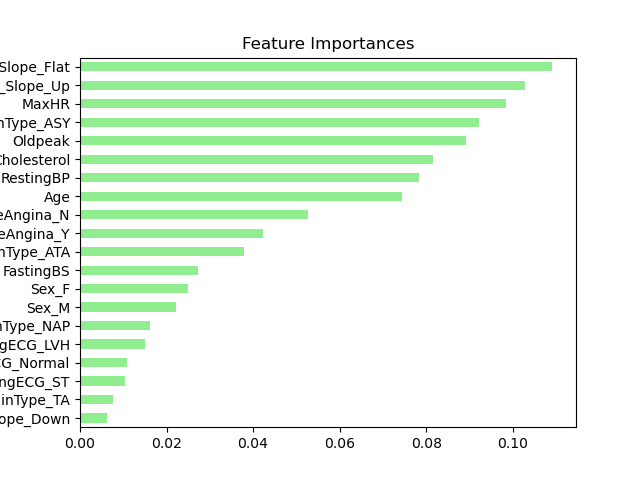 Feature Importances
Slope_Flat
_Slope_Up
MaxHR
nType_ASY
Oldpeak
Cholesterol
RestingBP
Age
eAngina_N
eAngina_Y
nType_ATA
FastingBS
Sex_F
Sex_M
nType_NAP
gECG_LVH
CG_Normal
ngECG_ST
inType_TA
ope_Down
0.00 0.02 0.04 0.06 0.08 0.10